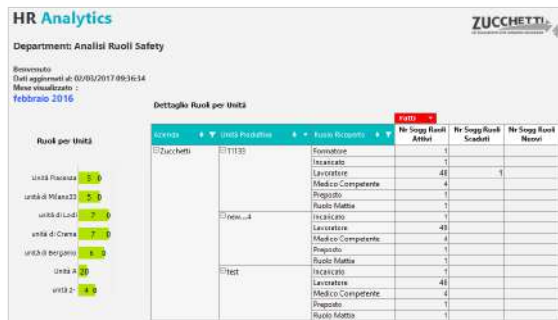 HR Analytics
ZUCCHETTI
Department: Analisi Ruoli Safety
Benvenuto
Dati aggiornati al: 02/03/2017 09:36:34
Mese visualizzato :
febbraio 2016
Dettaglio Ruoli per Unità
Fatti
Azienda Unità Produttiva Ruolo Ricoperto Nr Sogg Ruoli Attivi Nr Sogg Ruoli Scaduti Nr Sogg Ruoli Nuovi
Ruoli per Unità
Zucchetti 11133 Formatore 1
Incaricato 1
Lavoratore 48 1
Medico Competente 4
Preposto 1
Ruolo Mattia 1
Incaricato 1
Lavoratore 49
Medico Competente 4
Preposto 1
Ruolo Mattia 1
test Incaricato 1
Lavoratore 48
Medico Competente 4
Preposto 1
Ruolo Mattia 1
Unità Piacenza 5 0
unità di Milano33 5 0
unità di Lodi 7 0
unità di Crema 7 0
unità di Bergamo 6 0
Unità A 20
unità 2- 4 0